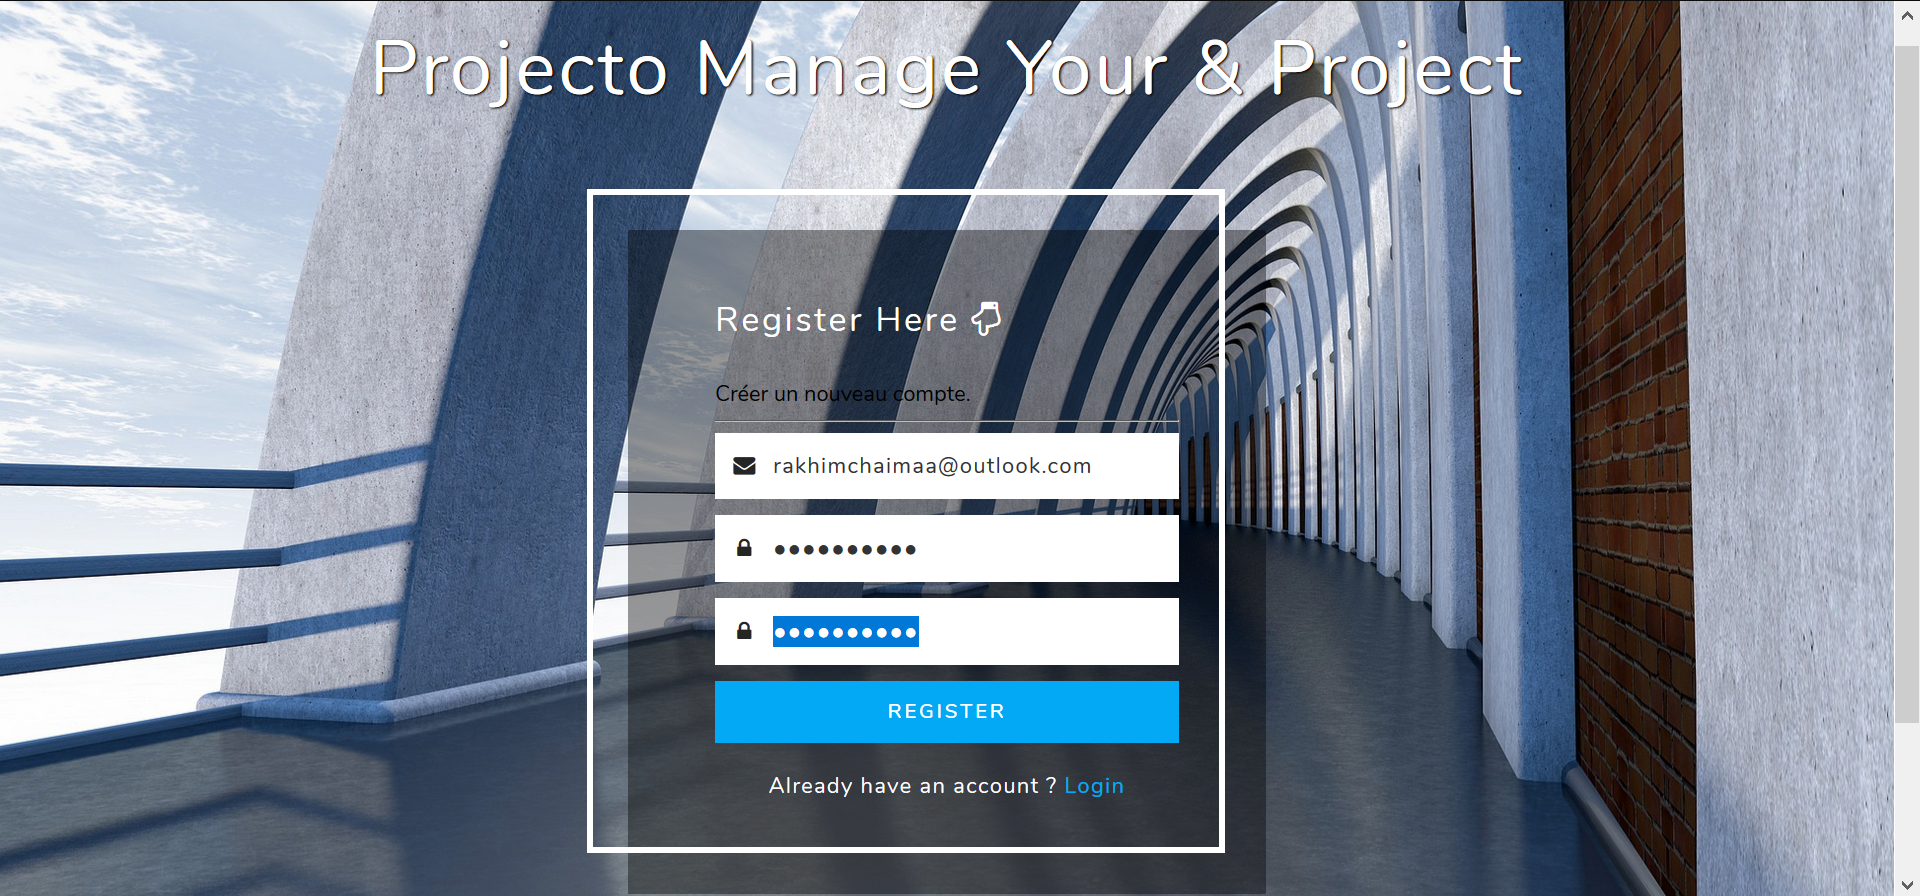 Projecto Manage Your & Project
Register Here
Créer un nouveau compte.
rakhimchaimaa@outlook.com
••••••••••
••••••••••
REGISTER
Already have an account ? Login